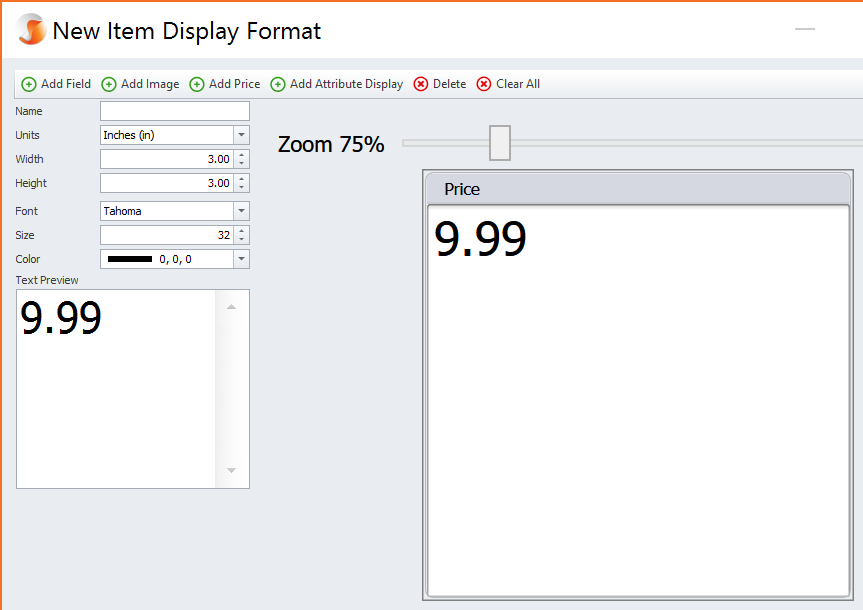 New Item Display Format
Add Field Add Image Add Price Add Attribute Display Delete Clear All
Name
Units Inches (in)
Width 3.00
Height 3.00
Font Tahoma
Size 32
Color 0, 0, 0
Text Preview
9.99
Zoom 75%
Price
9.99